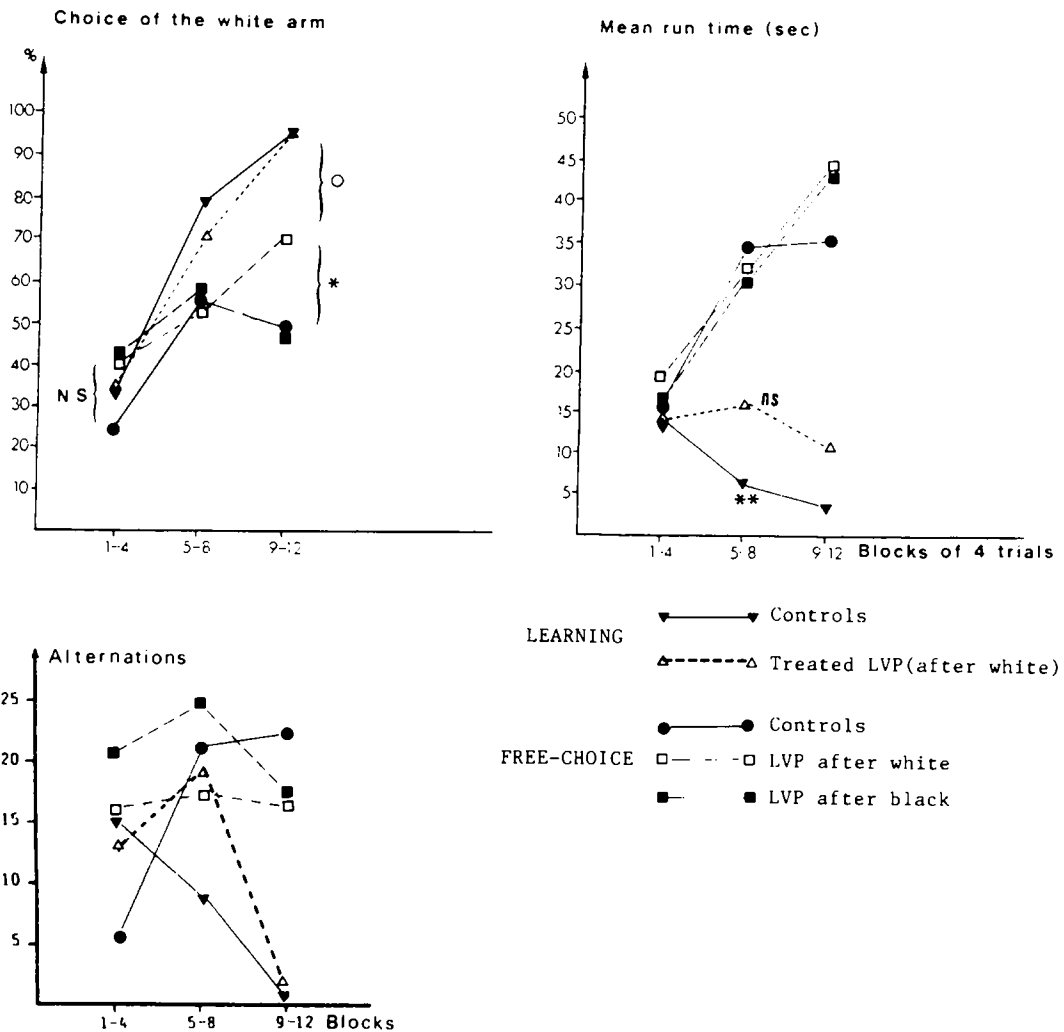 Choice of the white arm
%
100
90
80
70
60
50
40
30
20
10
NS
○
*
1-4
5-8
9-12
Mean run time (sec)
50
45
40
35
30
25
20
15
10
5
ns
**
1-4
5-8
9-12
Blocks of 4 trials
Alternations
25
20
15
10
5
1-4
5-8
9-12
Blocks
LEARNING
Controls
Treated LVP(after white)
FREE-CHOICE
Controls
LVP after white
LVP after black